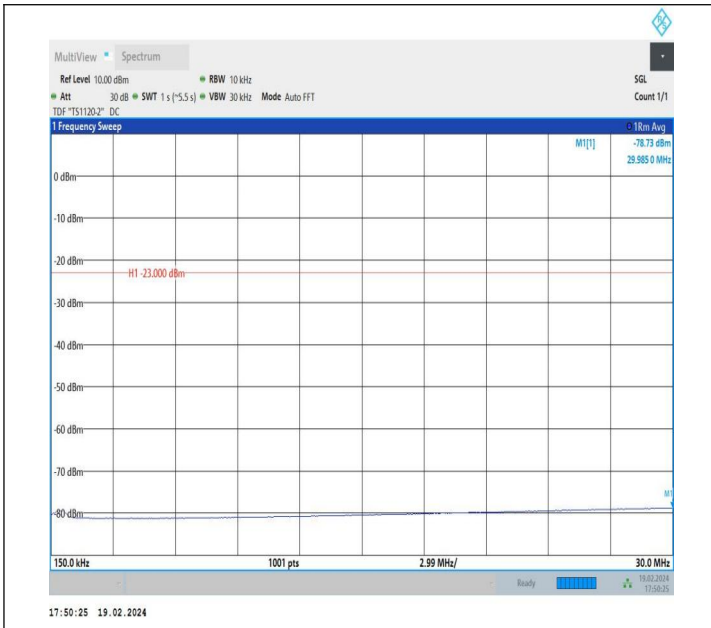 R S
MultiView Spectrum
Ref Level 10.00 dBm RBW 10 kHz SGL
Att 30 dB SWT 1 s (~5.5 s) VBW 30 kHz Mode Auto FFT Count 1/1
TDF "TS1120-2" DC
1 Frequency Sweep 1Rm Avg
M1[1] -78.73 dBm
29.985 0 MHz
0 dBm
-10 dBm
-20 dBm
H1 -23.000 dBm
-30 dBm
-40 dBm
-50 dBm
-60 dBm
-70 dBm
M1
-80 dBm
150.0 kHz 1001 pts 2.99 MHz/ 30.0 MHz
Ready 19.02.2024
17:50:25
17:50:25 19.02.2024